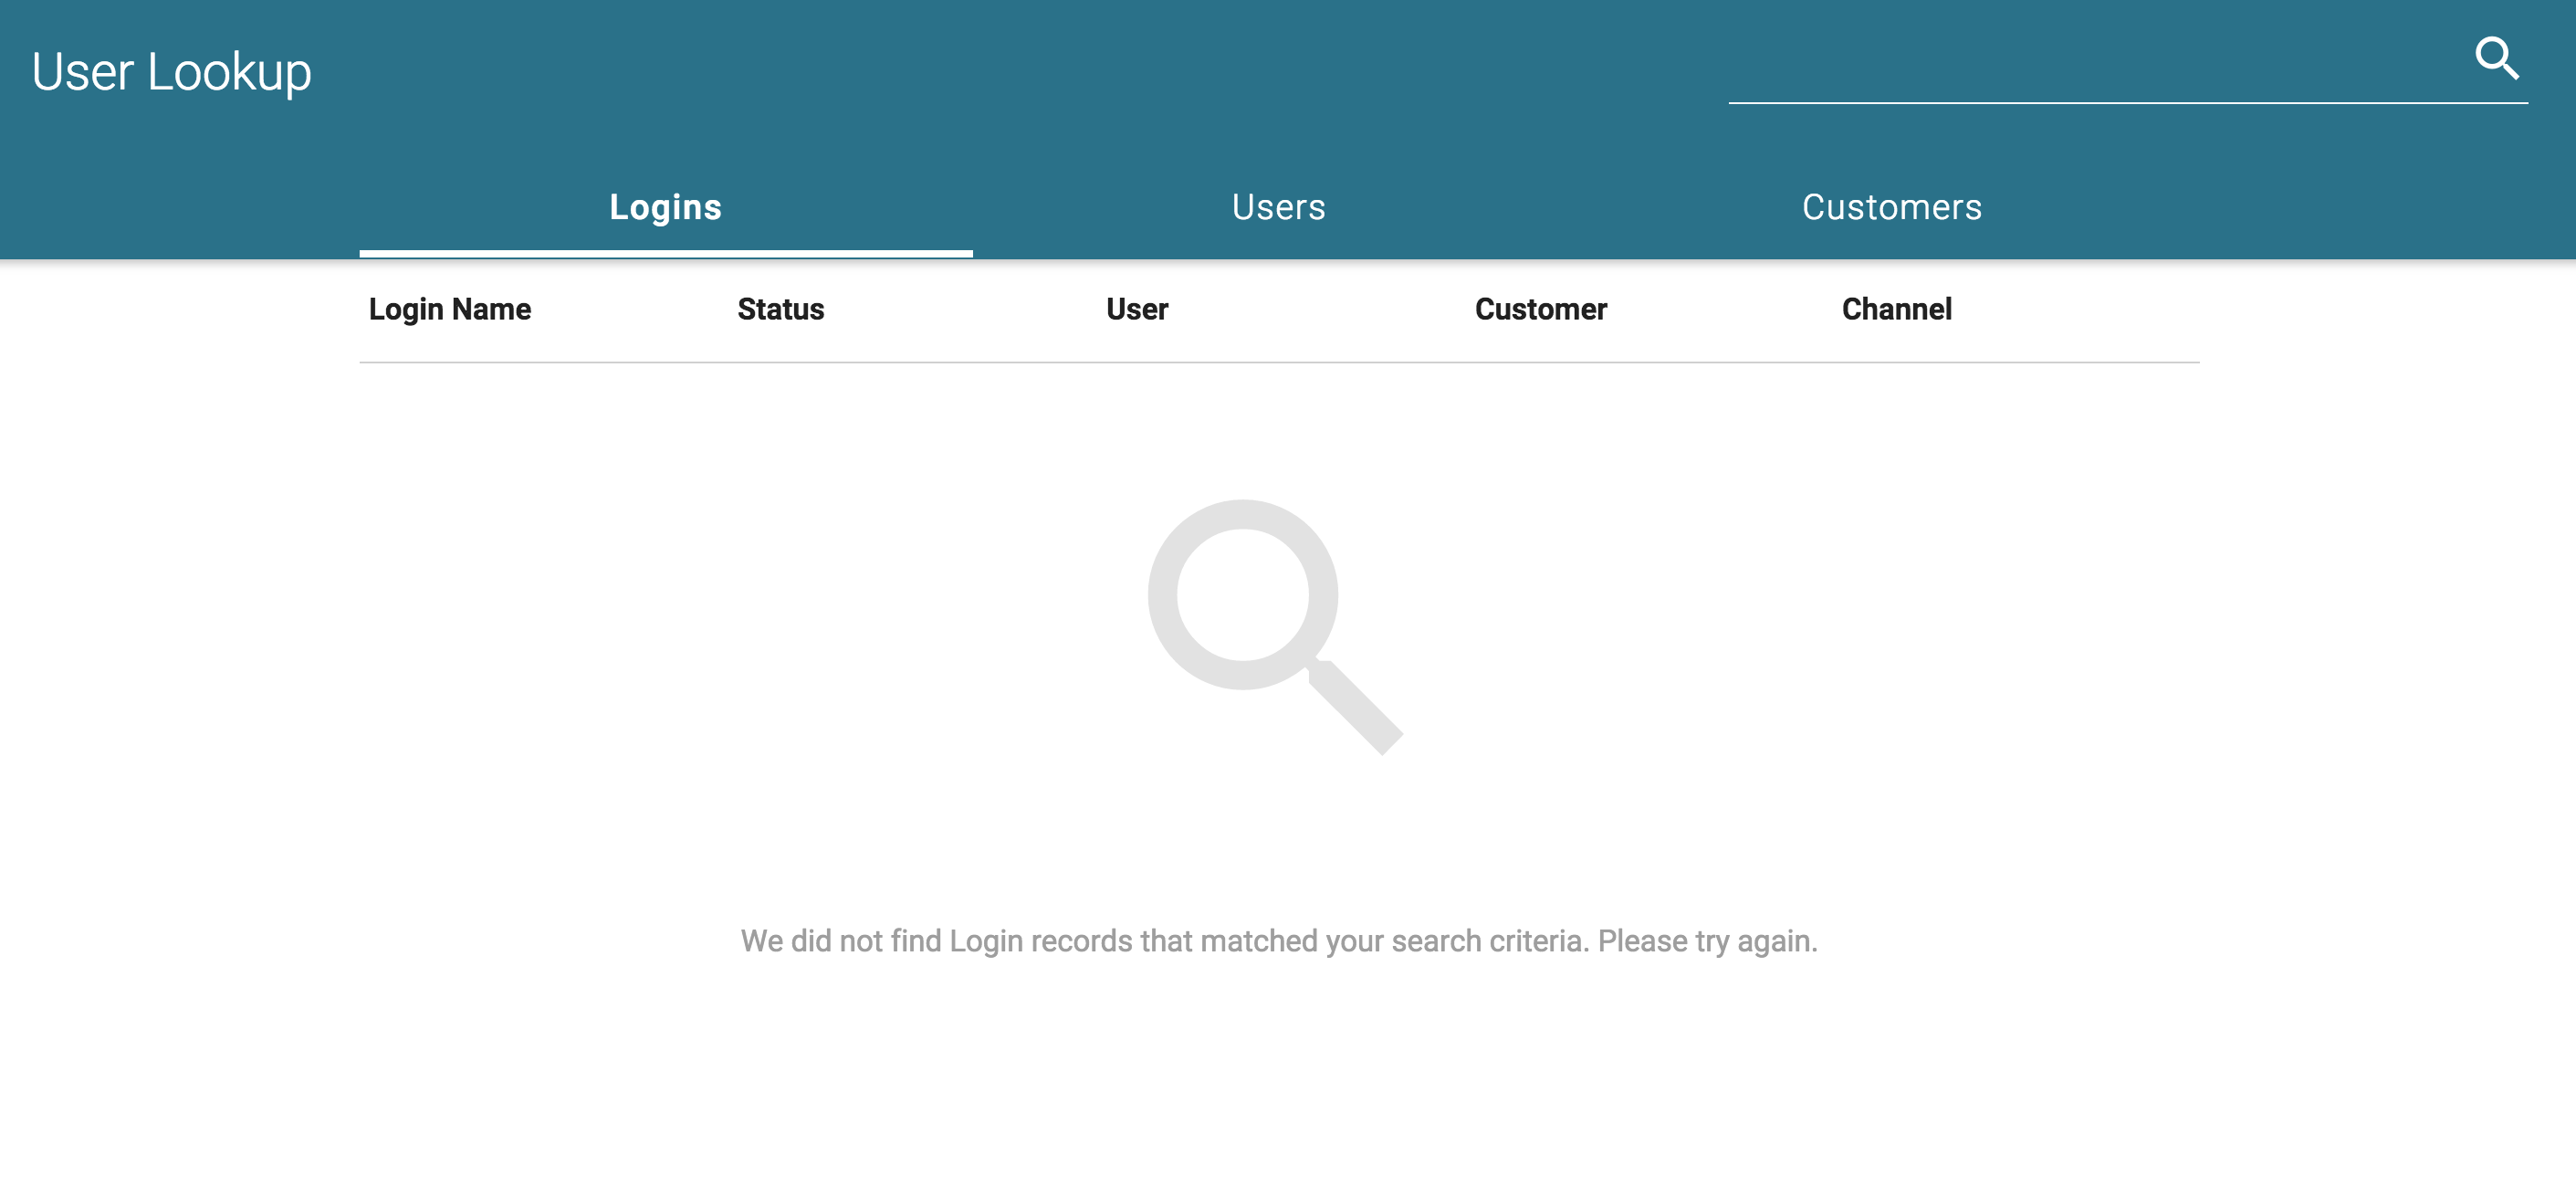 User Lookup
Logins Users Customers
Login Name Status User Customer Channel
We did not find Login records that matched your search criteria. Please try again.